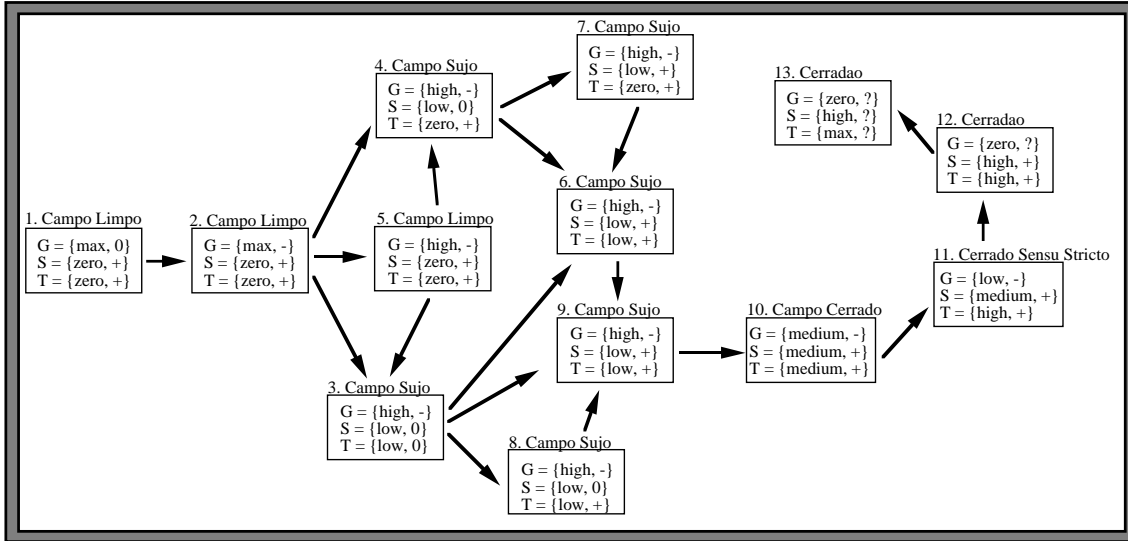 1. Campo Limpo
G = {max, 0}
S = {zero, +}
T = {zero, +}
2. Campo Limpo
G = {max, -}
S = {zero, +}
T = {zero, +}
4. Campo Sujo
G = {high, -}
S = {low, 0}
T = {zero, +}
5. Campo Limpo
G = {high, -}
S = {zero, +}
T = {zero, +}
3. Campo Sujo
G = {high, -}
S = {low, 0}
T = {low, 0}
7. Campo Sujo
G = {high, -}
S = {low, +}
T = {zero, +}
6. Campo Sujo
G = {high, -}
S = {low, +}
T = {low, +}
9. Campo Sujo
G = {high, -}
S = {low, +}
T = {low, +}
8. Campo Sujo
G = {high, -}
S = {low, 0}
T = {low, +}
10. Campo Cerrado
G = {medium, -}
S = {medium, +}
T = {medium, +}
11. Cerrado Sensu Stricto
G = {low, -}
S = {medium, +}
T = {high, +}
12. Cerradao
G = {zero, ?}
S = {high, +}
T = {high, +}
13. Cerradao
G = {zero, ?}
S = {high, ?}
T = {max, ?}